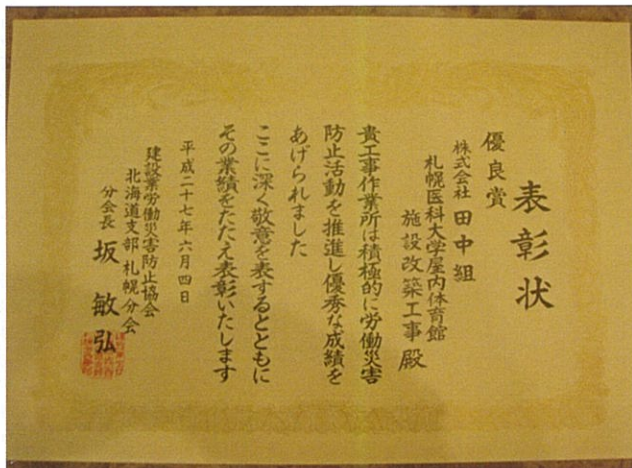 表彰状
優良賞
株式会社 田中組
札幌医科大学屋内体育館
施設改築工事 殿
貴工事作業所は積極的に労働災害
防止活動を推進し優秀な成績を
あげられました
ここに深く敬意を表するとともに
その業績をたたえ表彰いたします
平成二十七年六月四日
建設業労働災害防止協会
北海道支部 札幌分会
分会長 坂 敏弘